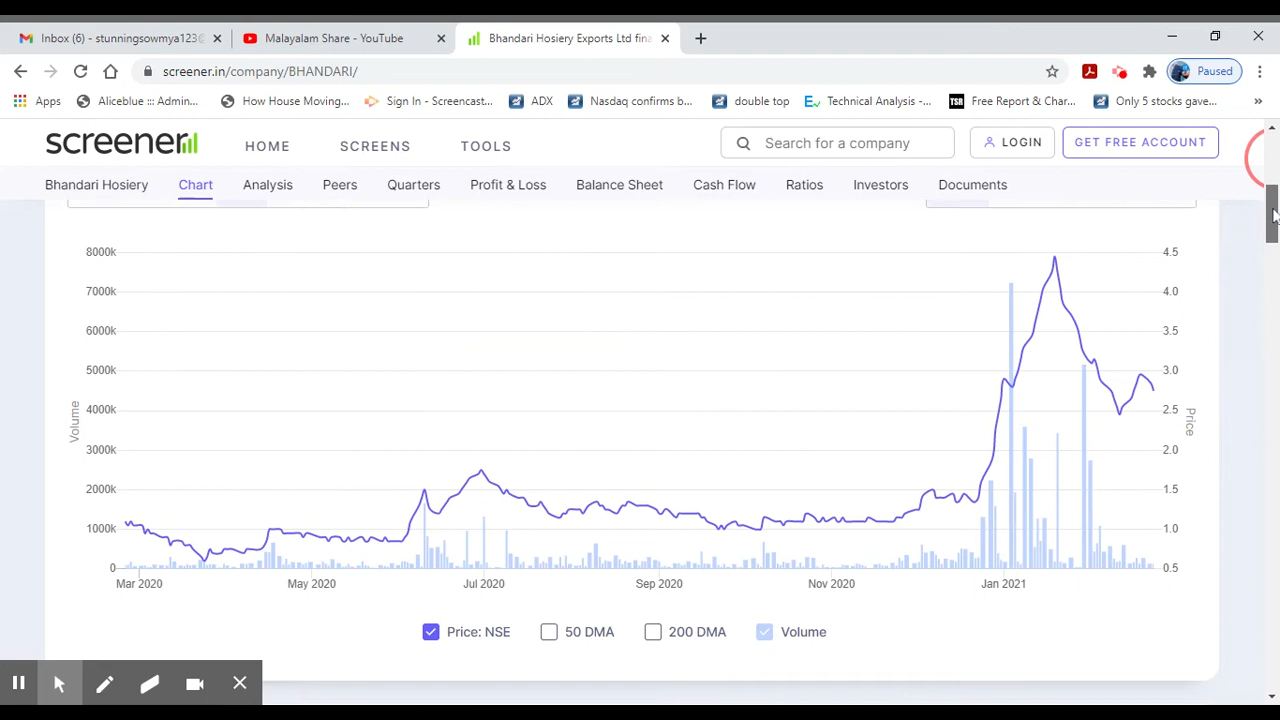 Inbox (6) - stunningsowmya123@
Malayalam Share - YouTube
Bhandari Hosiery Exports Ltd fina
screener.in/company/BHANDARI/
Paused
Apps
Aliceblue ::: Admin...
How House Moving...
Sign In - Screencast...
ADX
Nasdaq confirms b...
double top
Technical Analysis -...
TSR
Free Report & Char...
Only 5 stocks gave...
»
screener
HOME
SCREENS
TOOLS
Search for a company
LOGIN
GET FREE ACCOUNT
Bhandari Hosiery
Chart
Analysis
Peers
Quarters
Profit & Loss
Balance Sheet
Cash Flow
Ratios
Investors
Documents
8000k
7000k
6000k
5000k
4000k
3000k
2000k
1000k
0
Volume
4.5
4.0
3.5
3.0
2.5
2.0
1.5
1.0
0.5
Price
Mar 2020
May 2020
Jul 2020
Sep 2020
Nov 2020
Jan 2021
Price: NSE
50 DMA
200 DMA
Volume